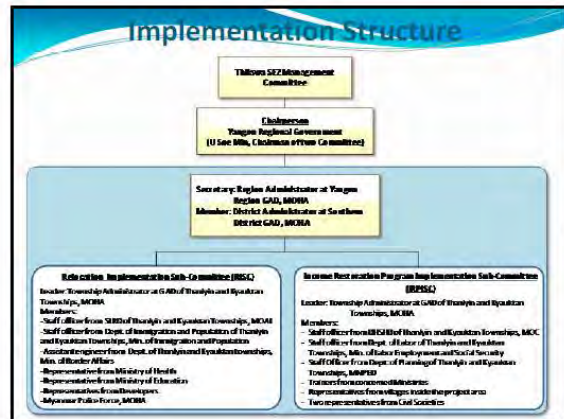 Implementation Structure
Thilawa SEZ Management
Committee
Chairperson
Yangon Regional Government
(U Soe Min, Chairman of two Committee)
Secretary: Region Administrator at Yangon
Region GAD, MOHA
Member: District Administrator at Southern
District GAD, MOHA
Relocation Implementation Sub-Committee (RISC)
Leader: Township Administrator at GAD of Thanlyin and Kyauktan
Townships, MOHA
Members:
-Staff officer from SLRD of Thanlyin and Kyauktan Townships, MOAI
-Staff officer from Dept. of Immigration and Population of Thanlyin
and Kyauktan Townships, Min. of Immigration and Population
-Assistant engineer from Dept. of Thanlyin and Kyauktan townships,
Min. of Border Affairs
-Representative from Ministry of Health
-Representative from Ministry of Education
-Representatives from Developers
-Myanmar Police Force, MOHA
Income Restoration Program Implementation Sub-Committee
(IRPISC)
Leader: Township Administrator at GAD of Thanlyin and Kyauktan
Townships, MOHA
Members:
- Staff officer from of Thanlyin and Kyauktan Townships, MOC
- Staff officer from Dept. of Labor of Thanlyin and Kyauktan
Townships, Min. of Labor Employment and Social Security
- Staff Officer from Dept. of Planning of Thanlyin and Kyauktan
Townships, MNPED
- Trainers from concerned Ministries
- Representatives from villages inside the project area
- Two representatives from Civil Societies